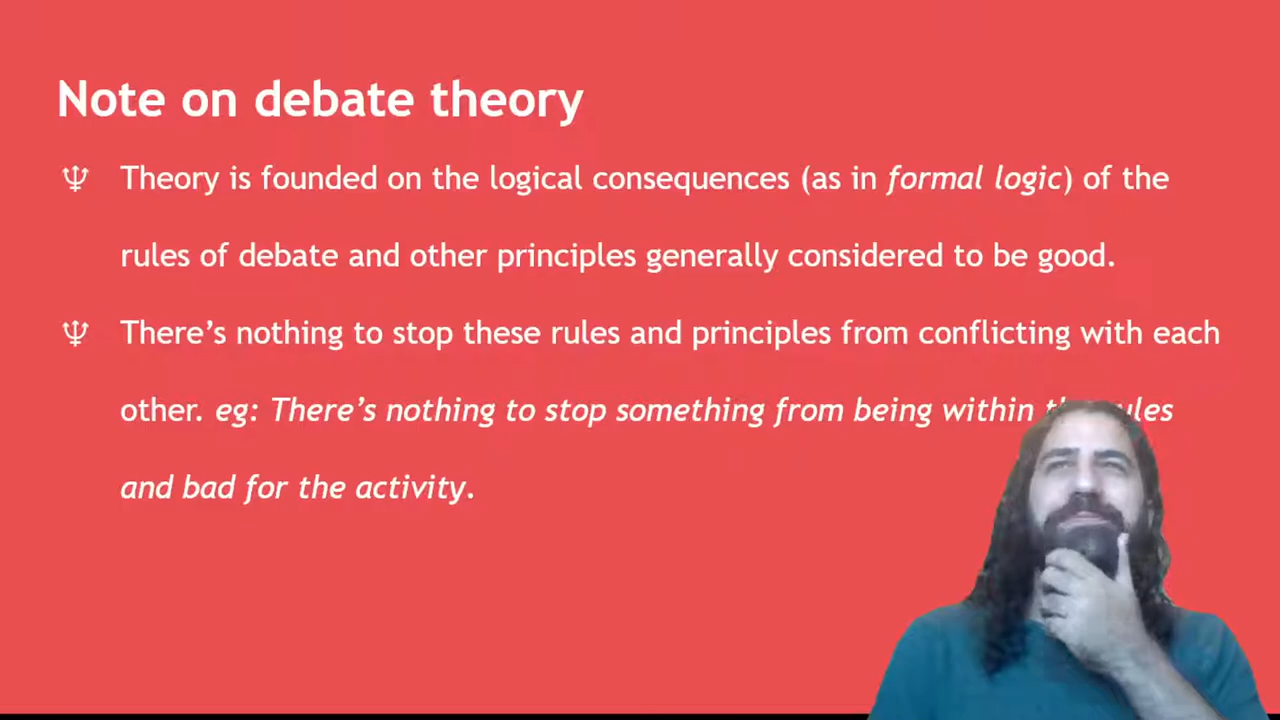 Note on debate theory
Theory is founded on the logical consequences (as in formal logic) of the
rules of debate and other principles generally considered to be good.
There’s nothing to stop these rules and principles from conflicting with each
other. eg: There’s nothing to stop something from being within rules
and bad for the activity.